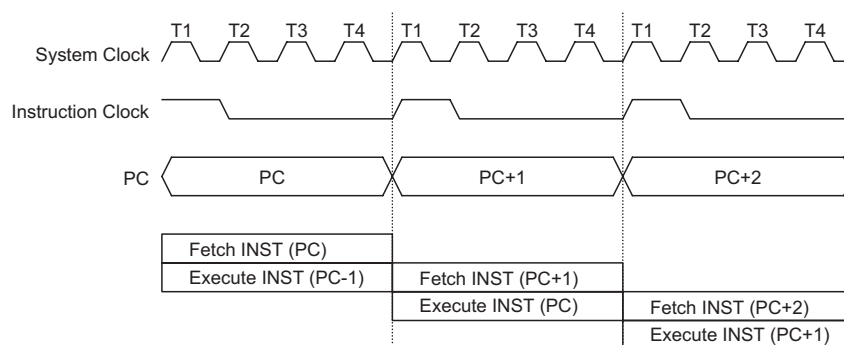 T1 T2 T3 T4 T1 T2 T3 T4 T1 T2 T3 T4
System Clock
Instruction Clock
PC PC PC+1 PC+2
Fetch INST (PC)
Execute INST (PC-1) Fetch INST (PC+1)
Execute INST (PC) Fetch INST (PC+2)
Execute INST (PC+1)